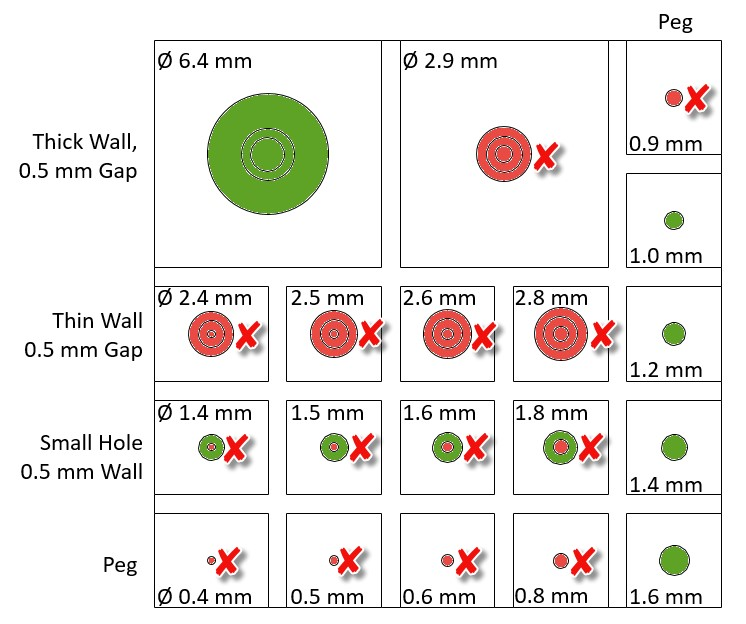 Peg
Ø 6.4 mm
Ø 2.9 mm
Thick Wall,
0.5 mm Gap
0.9 mm
1.0 mm
Ø 2.4 mm
2.5 mm
2.6 mm
2.8 mm
Thin Wall
0.5 mm Gap
1.2 mm
Ø 1.4 mm
1.5 mm
1.6 mm
1.8 mm
Small Hole
0.5 mm Wall
1.4 mm
Peg
Ø 0.4 mm
0.5 mm
0.6 mm
0.8 mm
1.6 mm